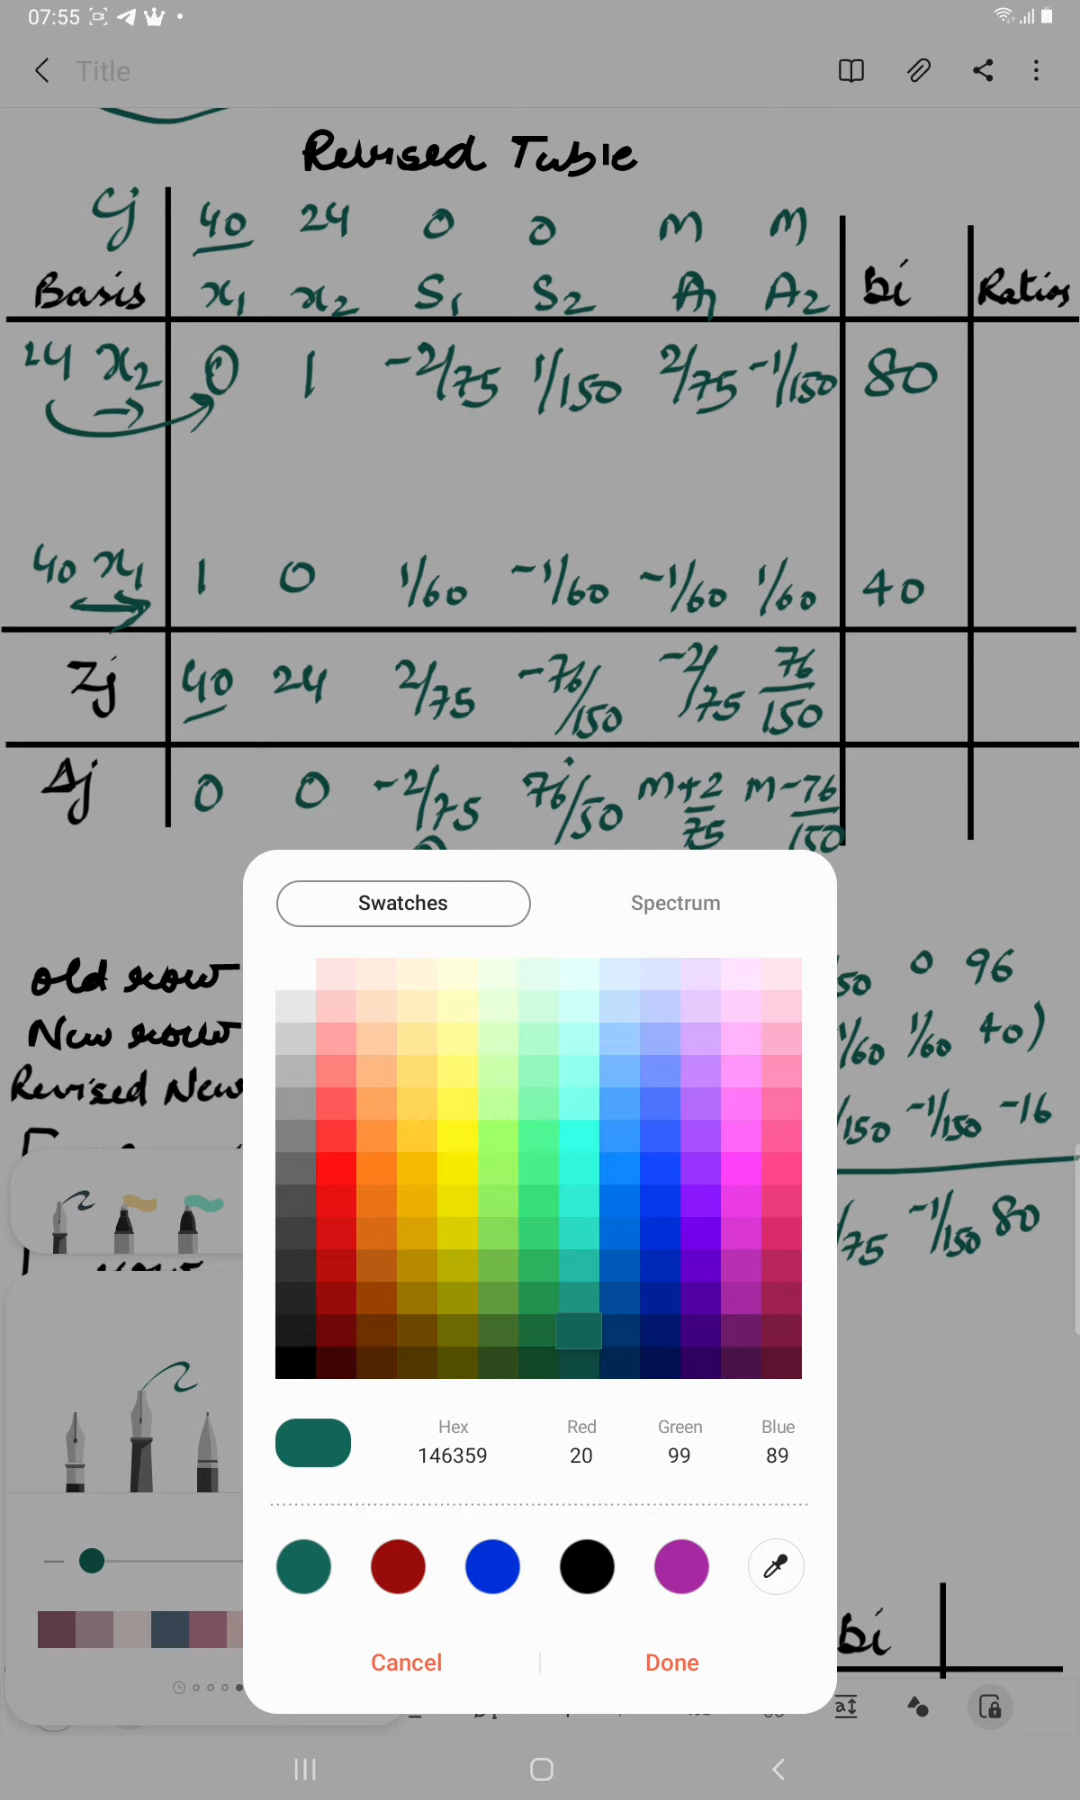 07:55
Title
Revised Table
Cj 40 24 0 0 M M
Basis x1 x2 S1 S2 A1 A2 bi Ratios
24 x2 0 1 -2/75 1/150 2/75 -1/150 80
40 x1 1 0 1/60 -1/60 -1/60 1/60 40
Zj 40 24 2/75 -76/150 -2/75 76/150
Δj 0 0 -2/75 76/150 M+2/75 M-76/150
Swatches Spectrum
old row 50 0 96
New row 1/60 1/60 40)
Revised New /150 -1/150 -16
/75 -1/150 80
Hex Red Green Blue
146359 20 99 89
Cancel Done
bi